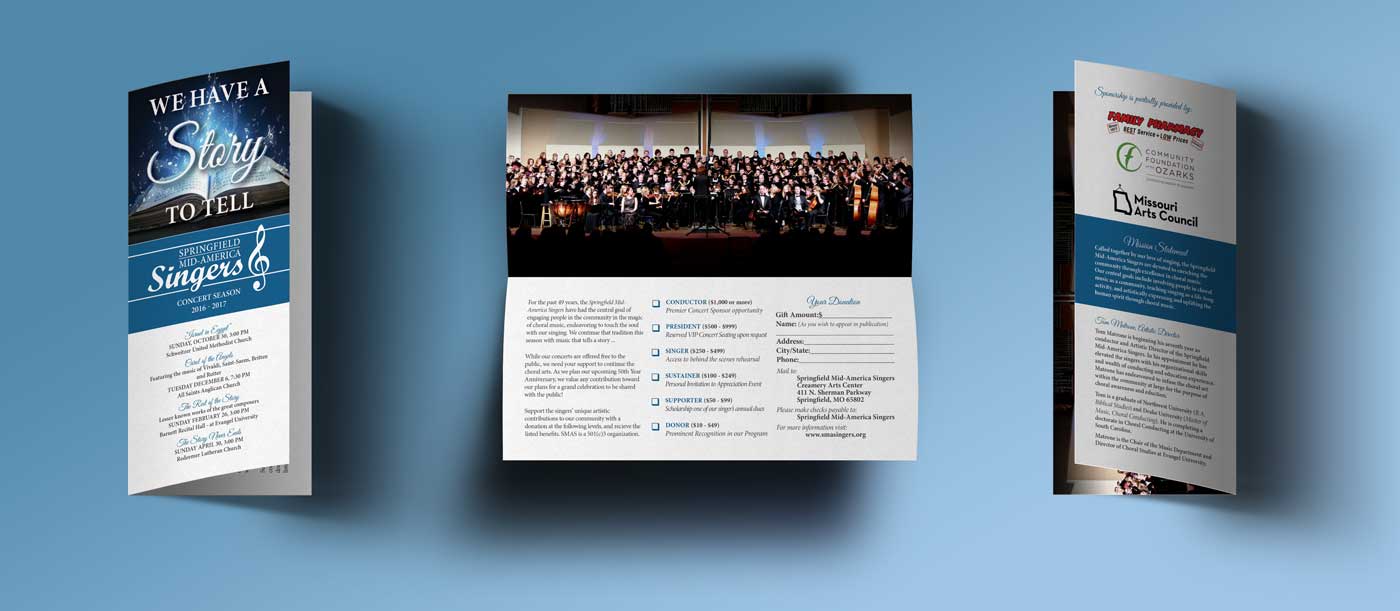 WE HAVE A
Story
TO TELL
SPRINGFIELD
MID-AMERICA
Singers
CONCERT SEASON
2016 - 2017
"Israel in Egypt"
SUNDAY, OCTOBER 30, 3:00 PM
Schweitzer United Methodist Church
Carol of the Angels
Featuring the music of Vivaldi, Saint-Saens, Britten
and Rutter
TUESDAY DECEMBER 6, 7:30 PM
All Saints Anglican Church
The Rest of the Story
Lesser known works of the great composers
SUNDAY FEBRUARY 26, 3:00 PM
Barnett Recital Hall - at Evangel University
The Story Never Ends
SUNDAY APRIL 30, 3:00 PM
Redeemer Lutheran Church
For the past 49 years, the Springfield Mid-
America Singers have had the central goal of
engaging people in the community in the magic
of choral music, endeavoring to touch the soul
with our singing. We continue that tradition this
season with music that tells a story ...
While our concerts are offered free to the
public, we need your support to continue the
choral arts. As we plan our upcoming 50th Year
Anniversary, we value any contribution toward
our plans for a grand celebration to be shared
with the public!
Support the singers' unique artistic
contributions to our community with a
donation at the following levels, and recieve the
listed benefits. SMAS is a 501(c)3 organization.
CONDUCTOR ($1,000 or more)
Premier Concert Sponsor opportunity
PRESIDENT ($500 - $999)
Reserved VIP Concert Seating upon request
SINGER ($250 - $499)
Access to behind the scenes rehearsal
SUSTAINER ($100 - $249)
Personal Invitation to Appreciation Event
SUPPORTER ($50 - $99)
Scholarship one of our singer's annual dues
DONOR ($10 - $49)
Prominent Recognition in our Program
Your Donation
Gift Amount:$
Name: (As you wish to appear in publication)
Address:
City/State:
Phone:
Mail to:
Springfield Mid-America Singers
Creamery Arts Center
411 N. Sherman Parkway
Springfield, MO 65802
Please make checks payable to:
Springfield Mid-America Singers
For more information visit:
www.smasingers.org
Sponsorship is partially provided by:
FAMILY PHARMACY
BEST Service • LOW Prices
COMMUNITY
FOUNDATION
OF THE
OZARKS
Missouri
Arts Council
Mission Statement
Called together by our love of singing, the Springfield
Mid-America Singers are devoted to enriching the
community through excellence in choral music.
Our central goals include involving people in choral
music as a community, teaching singing as a life long
activity, and artistically expressing and uplifting the
human spirit through choral music.
Tom Matrone, Artistic Director
Tom Matrone is beginning his seventh year as
conductor and Artistic Director of the Springfield
Mid-America Singers. In his appointment he has
elevated the singers with his organizational skills
and wealth of conducting and education experience.
Matrone has endeavored to infuse the choral art
within the community at large for the purpose of
choral awareness and education.
Tom is a graduate of Northwest University (B.A.
Biblical Studies) and Drake University (Master of
Music, Choral Conducting). He is completing a
doctorate in Choral Conducting at the University of
South Carolina.
Matrone is the Chair of the Music Department and
Director of Choral Studies at Evangel University.